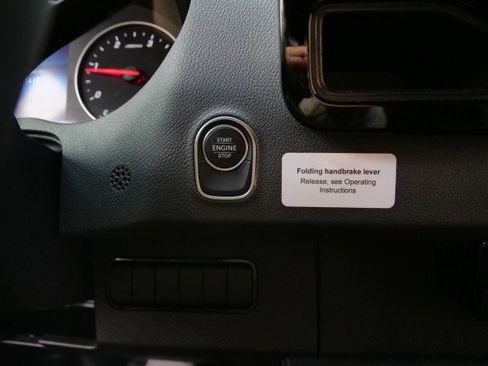 START
ENGINE
STOP
Folding handbrake lever
Release, see Operating
Instructions